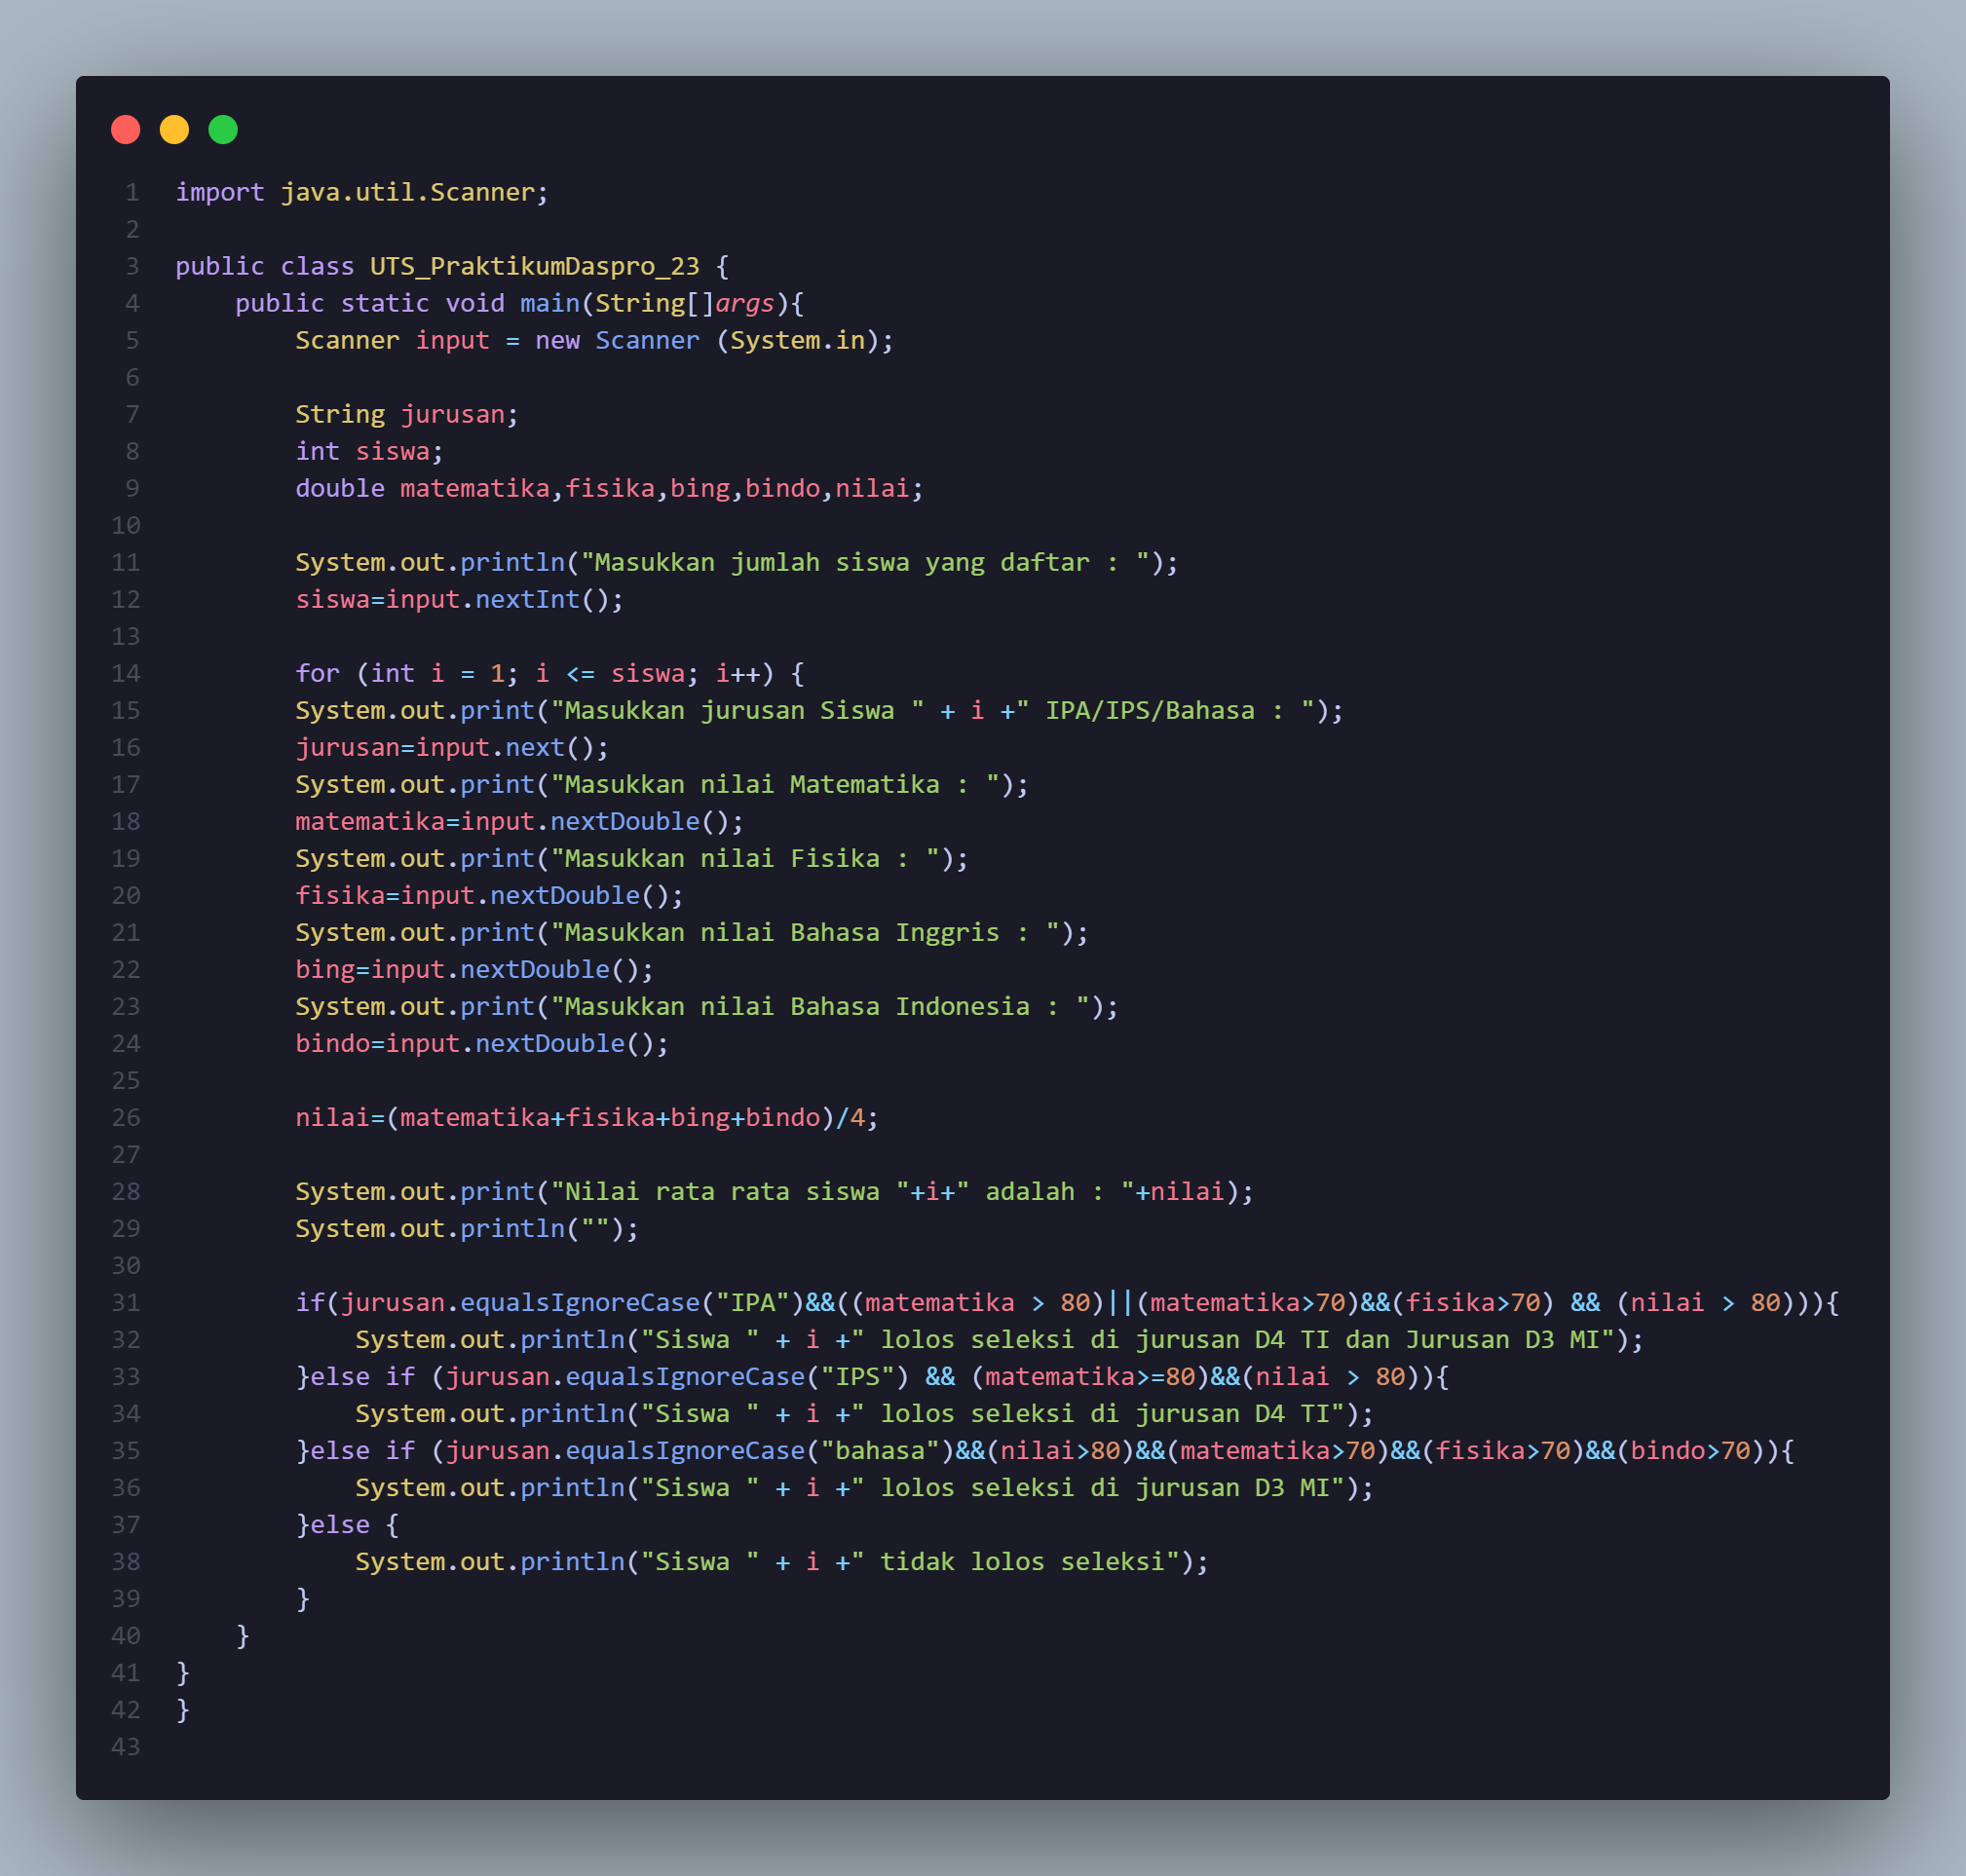 1 import java.util.Scanner;
2
3 public class UTS_PraktikumDaspro_23 {
4     public static void main(String[]args){
5         Scanner input = new Scanner (System.in);
6
7         String jurusan;
8         int siswa;
9         double matematika,fisika,bing,bindo,nilai;
10
11         System.out.println("Masukkan jumlah siswa yang daftar : ");
12         siswa=input.nextInt();
13
14         for (int i = 1; i <= siswa; i++) {
15         System.out.print("Masukkan jurusan Siswa " + i +" IPA/IPS/Bahasa : ");
16         jurusan=input.next();
17         System.out.print("Masukkan nilai Matematika : ");
18         matematika=input.nextDouble();
19         System.out.print("Masukkan nilai Fisika : ");
20         fisika=input.nextDouble();
21         System.out.print("Masukkan nilai Bahasa Inggris : ");
22         bing=input.nextDouble();
23         System.out.print("Masukkan nilai Bahasa Indonesia : ");
24         bindo=input.nextDouble();
25
26         nilai=(matematika+fisika+bing+bindo)/4;
27
28         System.out.print("Nilai rata rata siswa "+i+" adalah : "+nilai);
29         System.out.println("");
30
31         if(jurusan.equalsIgnoreCase("IPA")&&((matematika > 80)||(matematika>70)&&(fisika>70) && (nilai > 80))){
32             System.out.println("Siswa " + i +" lolos seleksi di jurusan D4 TI dan Jurusan D3 MI");
33         }else if (jurusan.equalsIgnoreCase("IPS") && (matematika>=80)&&(nilai > 80)){
34             System.out.println("Siswa " + i +" lolos seleksi di jurusan D4 TI");
35         }else if (jurusan.equalsIgnoreCase("bahasa")&&(nilai>80)&&(matematika>70)&&(fisika>70)&&(bindo>70)){
36             System.out.println("Siswa " + i +" lolos seleksi di jurusan D3 MI");
37         }else {
38             System.out.println("Siswa " + i +" tidak lolos seleksi");
39         }
40     }
41 }
42 }
43